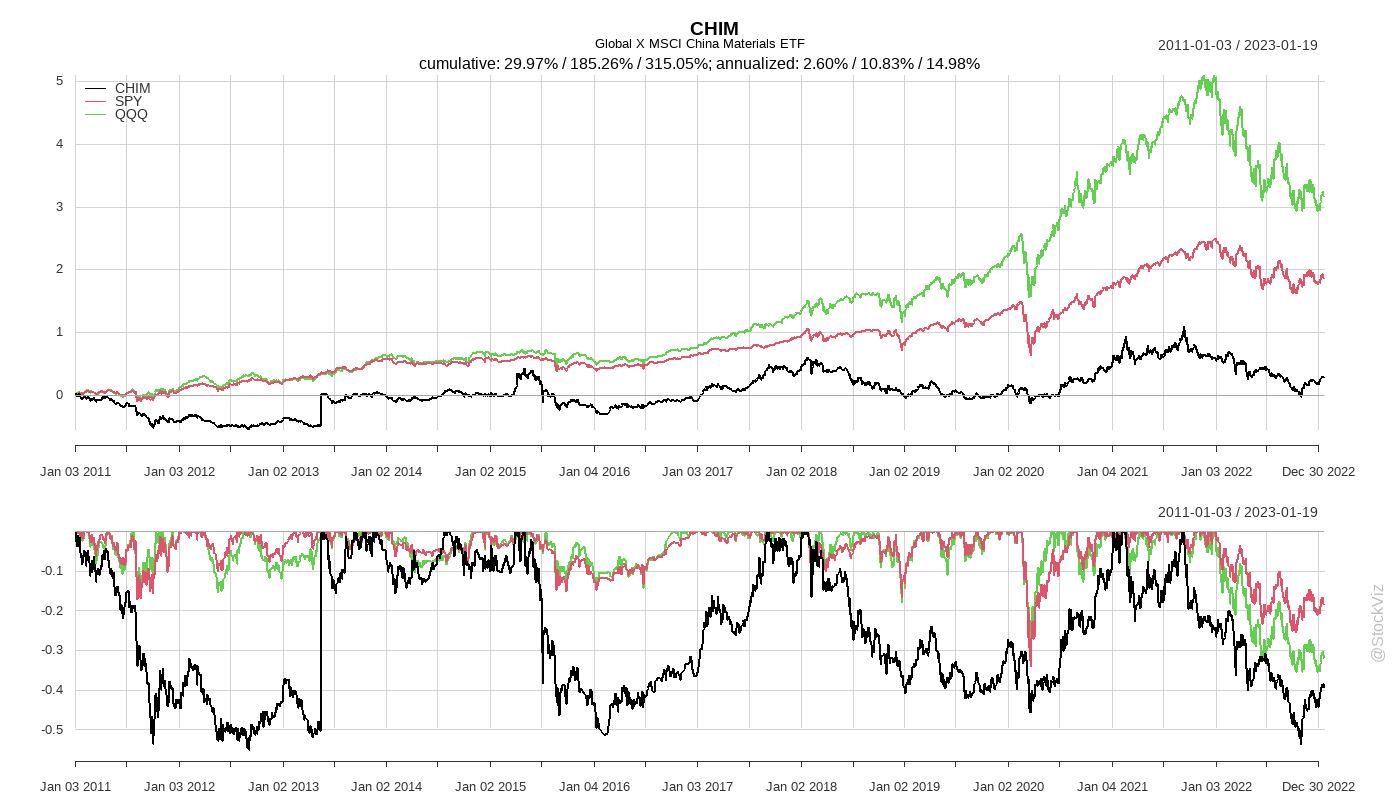 CHIM
Global X MSCI China Materials ETF
2011-01-03 / 2023-01-19
cumulative: 29.97% / 185.26% / 315.05%; annualized: 2.60% / 10.83% / 14.98%
CHIM
SPY
QQQ
5
4
3
2
1
0
Jan 03 2011 Jan 03 2012 Jan 02 2013 Jan 02 2014 Jan 02 2015 Jan 04 2016 Jan 03 2017 Jan 02 2018 Jan 02 2019 Jan 02 2020 Jan 04 2021 Jan 03 2022 Dec 30 2022
2011-01-03 / 2023-01-19
-0.1
-0.2
-0.3
-0.4
-0.5
Jan 03 2011 Jan 03 2012 Jan 02 2013 Jan 02 2014 Jan 02 2015 Jan 04 2016 Jan 03 2017 Jan 02 2018 Jan 02 2019 Jan 02 2020 Jan 04 2021 Jan 03 2022 Dec 30 2022
@StockViz